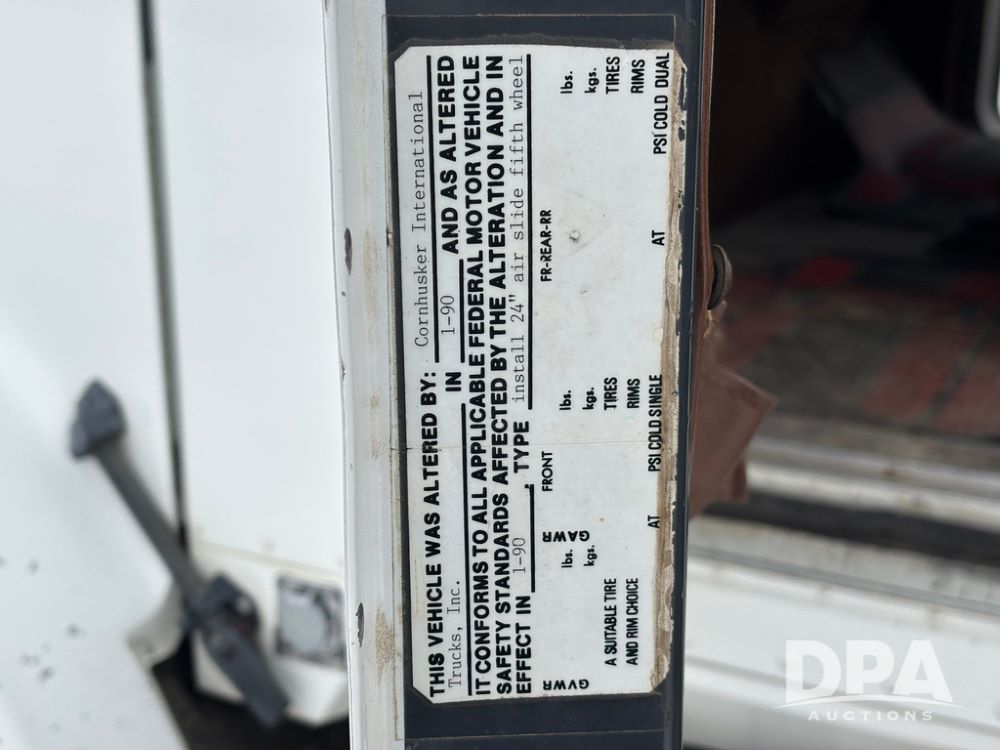 THIS VEHICLE WAS ALTERED BY: Cornhusker International
Trucks, Inc. IN 1-90 AND AS ALTERED
IT CONFORMS TO ALL APPLICABLE FEDERAL MOTOR VEHICLE
SAFETY STANDARDS AFFECTED BY THE ALTERATION AND IN
EFFECT IN 1-90 , TYPE install 24" air slide fifth wheel
GVWR GAWR FRONT FR-REAR-RR
lbs. lbs. lbs.
kgs. kgs. kgs.
A SUITABLE TIRE TIRES TIRES
AND RIM CHOICE RIMS RIMS
AT PSI COLD SINGLE AT PSI COLD DUAL
DPA
AUCTIONS